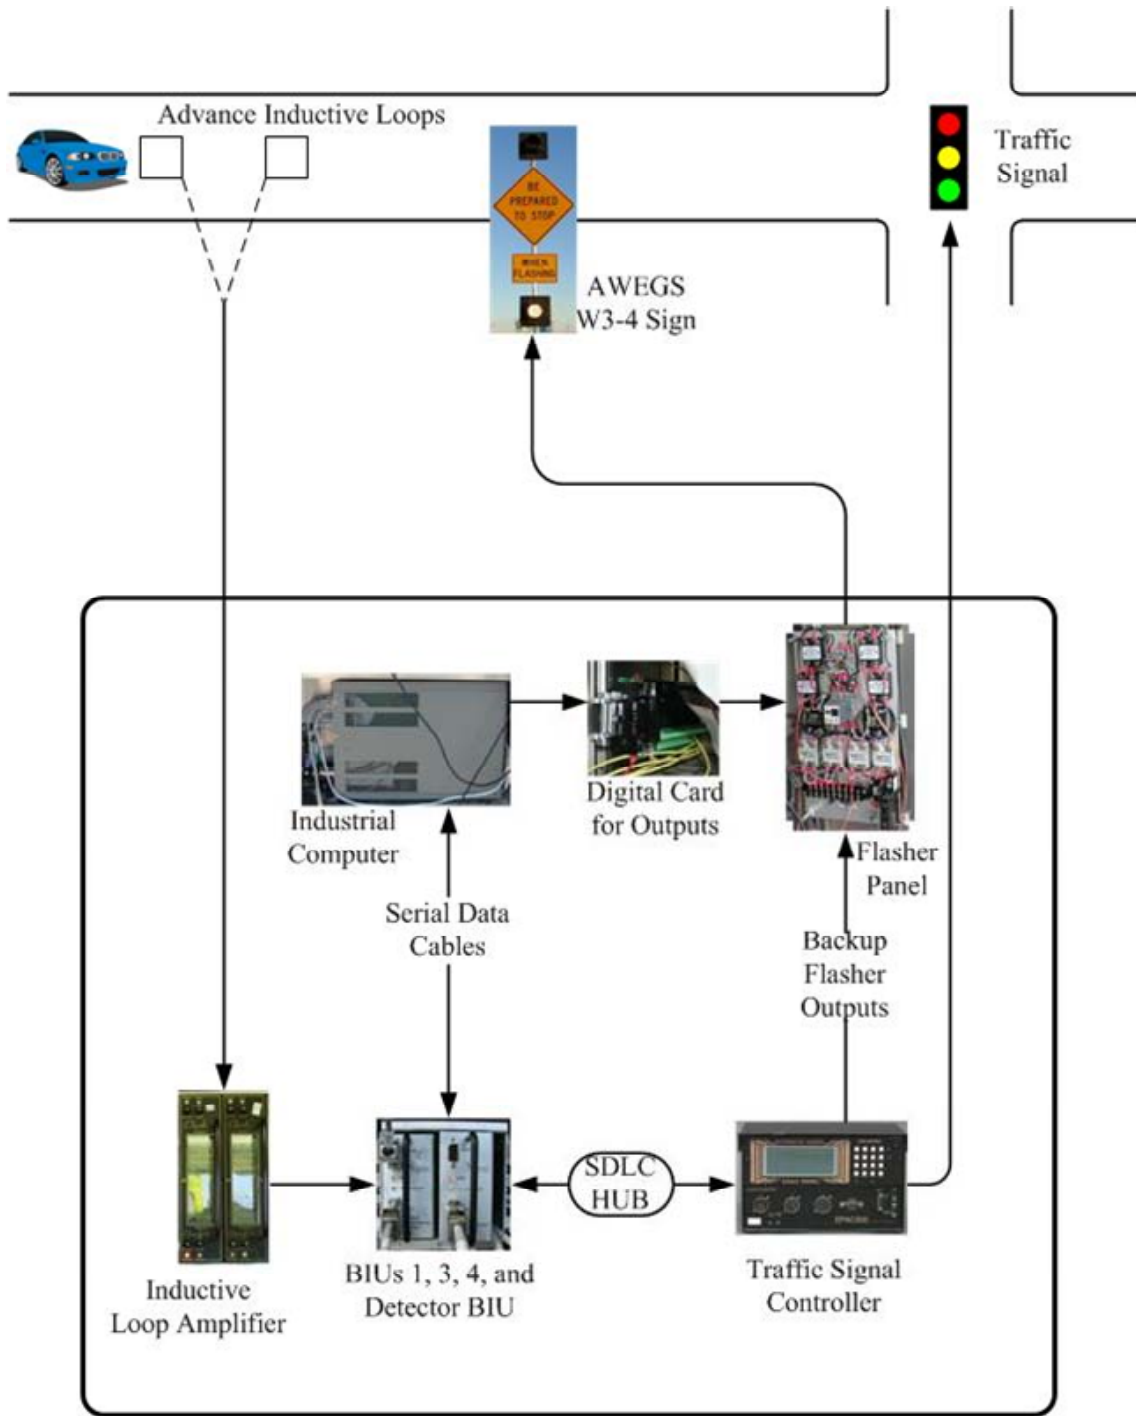 Advance Inductive Loops
Traffic
Signal
BE
PREPARED
TO STOP
WHEN
FLASHING
AWEGS
W3-4 Sign
Industrial
Computer
Digital Card
for Outputs
Flasher
Panel
Serial Data
Cables
Backup
Flasher
Outputs
SDLC
HUB
Inductive
Loop Amplifier
BIUs 1, 3, 4, and
Detector BIU
Traffic Signal
Controller